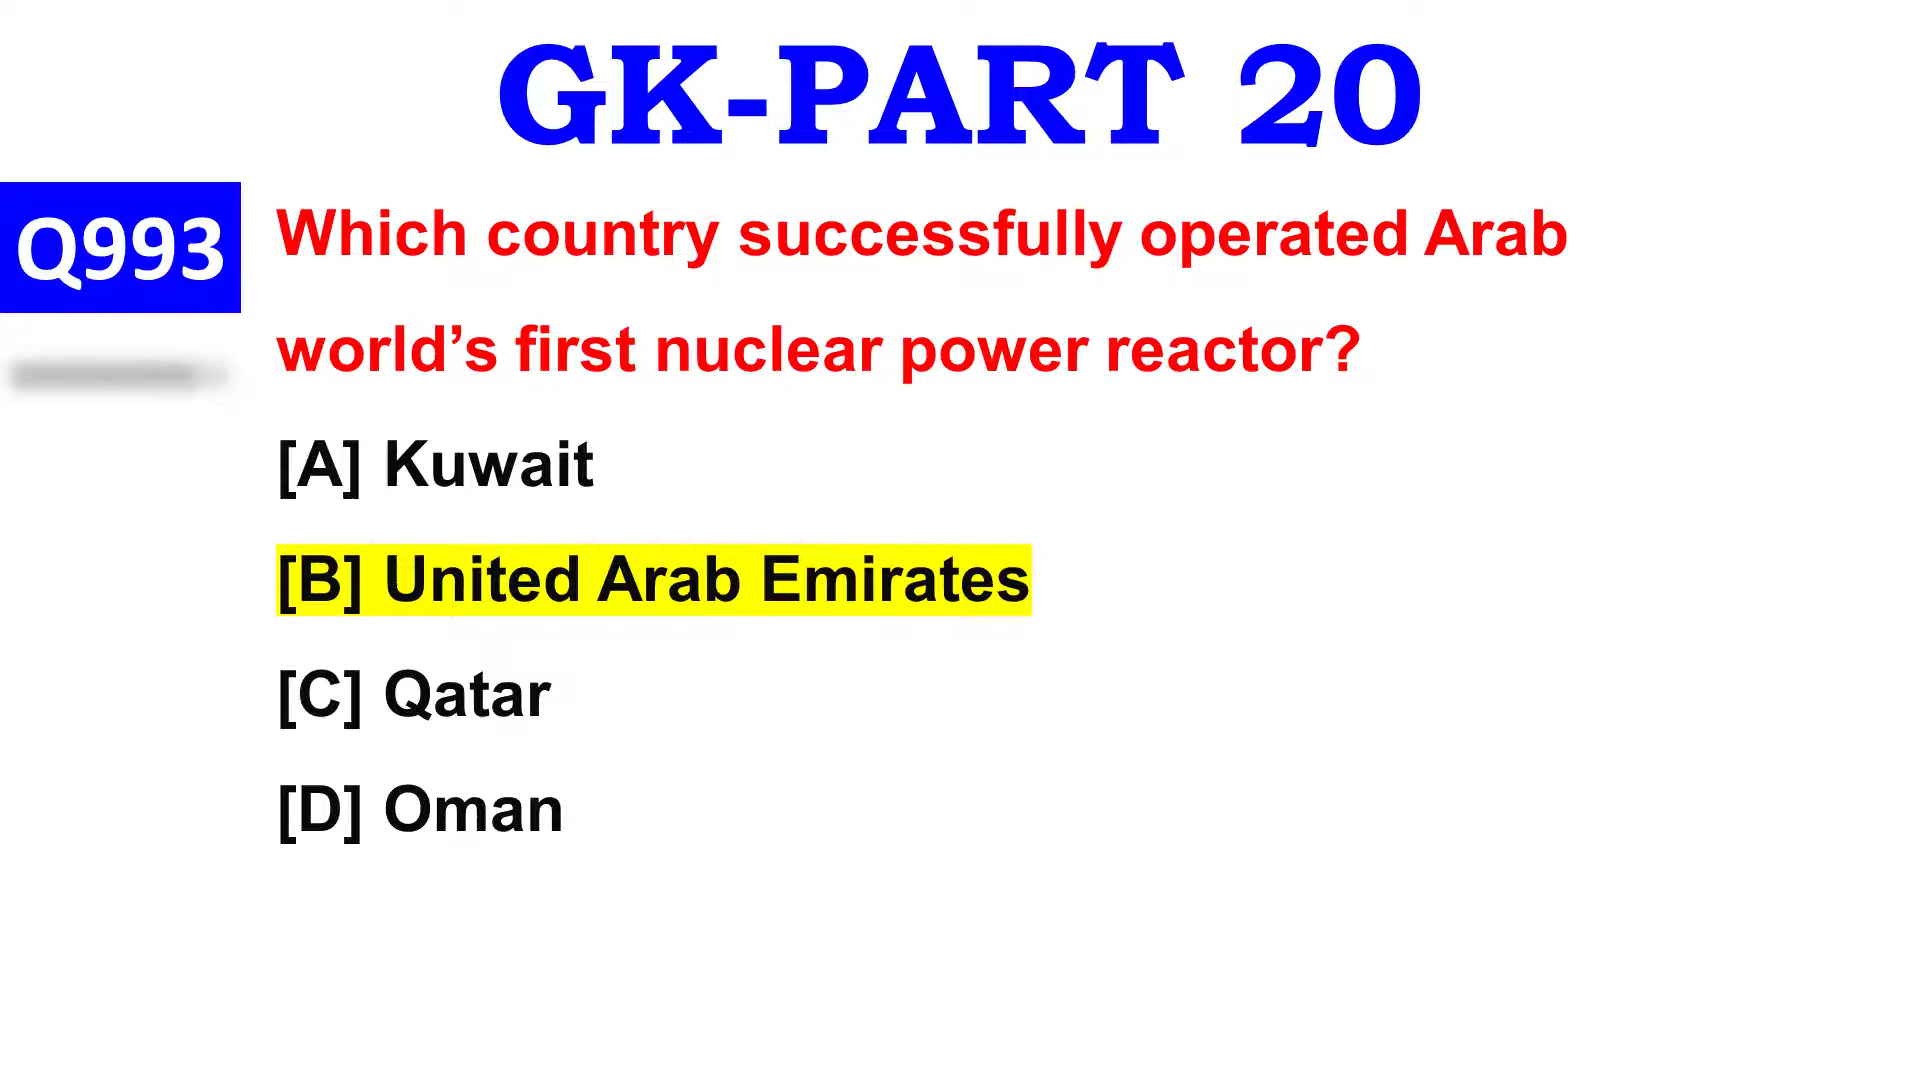 GK-PART 20
Q993
Which country successfully operated Arab
world’s first nuclear power reactor?
[A] Kuwait
[B] United Arab Emirates
[C] Qatar
[D] Oman